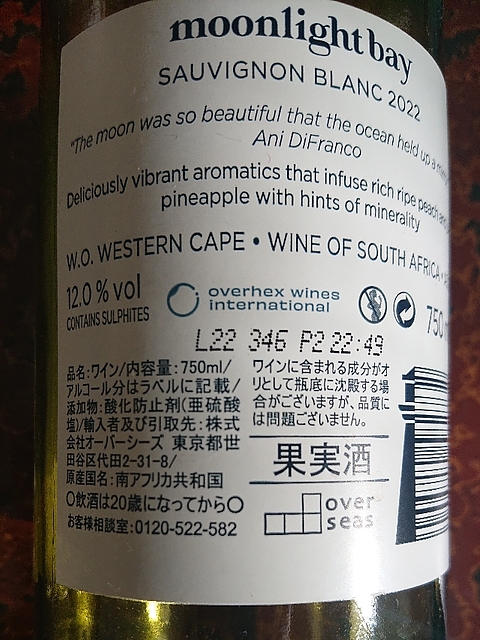 moonlight bay
SAUVIGNON BLANC 2022
"The moon was so beautiful that the ocean held up a
Ani DiFranco
Deliciously vibrant aromatics that infuse rich ripe peach
pineapple with hints of minerality
W.O. WESTERN CAPE • WINE OF SOUTH AFRICA •
12.0 % vol
CONTAINS SULPHITES
overhex wines
international
750
L22 346 P2 22:49
品名:ワイン/内容量:750ml/
アルコール分はラベルに記載/
添加物:酸化防止剤(亜硫酸
塩)/輸入者及び引取先:株式
会社オーバーシーズ 東京都世
田谷区代田2-31-8/
原産国名:南アフリカ共和国
○飲酒は20歳になってから○
お客様相談室:0120-522-582
ワインに含まれる成分がオ
リとして瓶底に沈殿する場
合がございますが、品質に
は問題ございません。
果実酒
over
seas